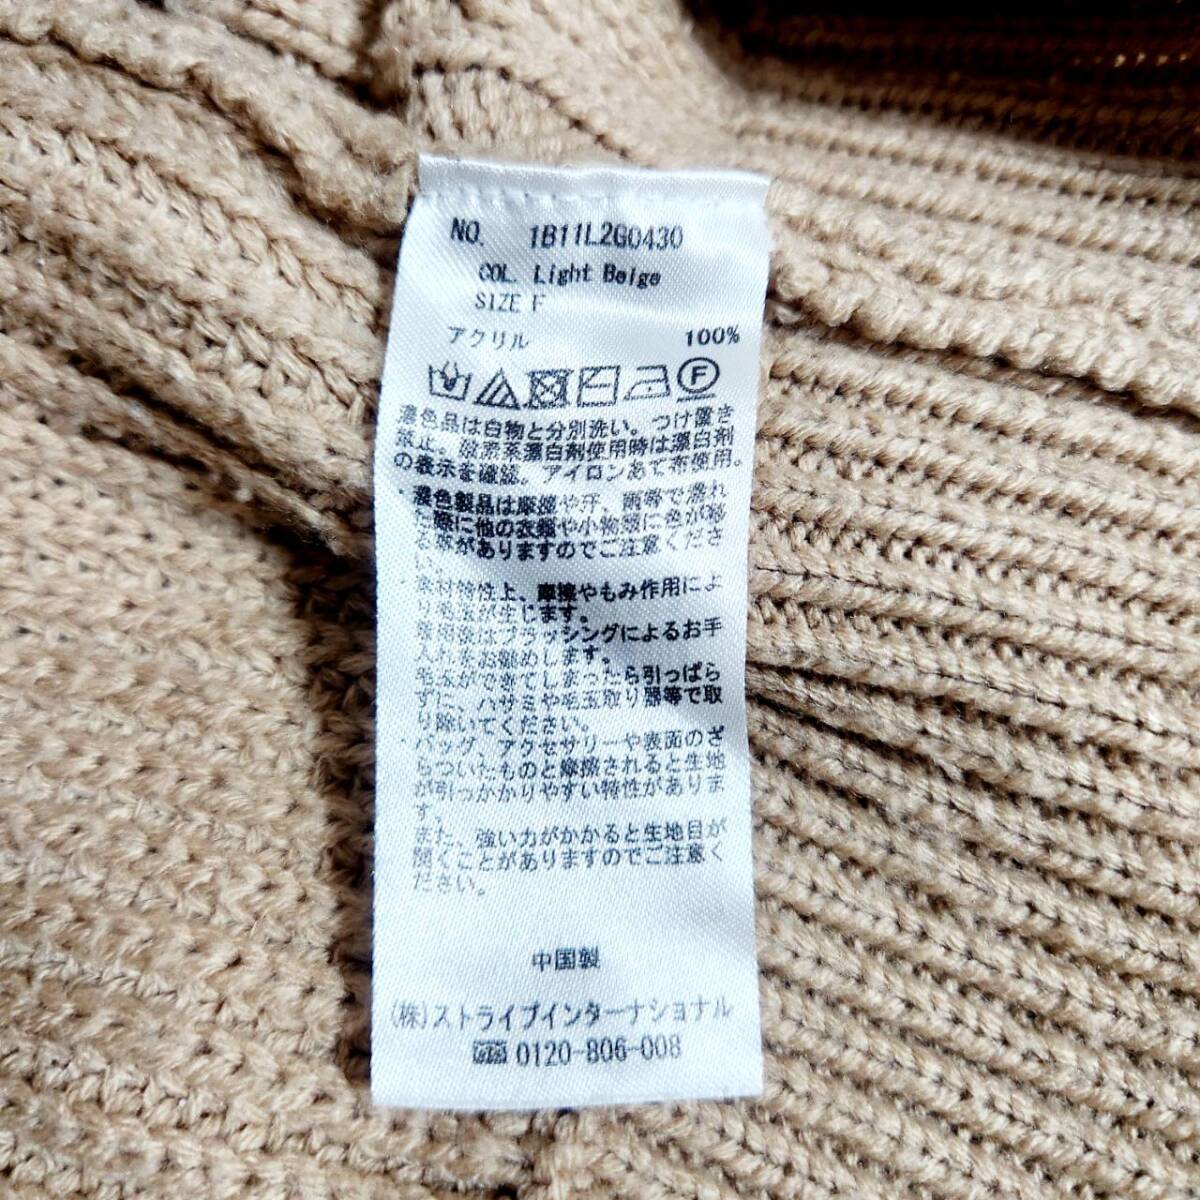 NO. 1B11L2G0430
COL. Light Beige
SIZE F
アクリル 100%
F
濃色品は白物と分別洗い。つけ置き
禁止。酸素系漂白剤使用時は漂白剤
の表示を確認。アイロンあて布使用。
・濃色製品は摩擦や汗、雨等で濡れ
た際に他の衣類や小物類に色が移
る事がありますのでご注意くださ
い。
・素材特性上、摩擦やもみ作用によ
り毛玉が生じます。
着用後はブラッシングによるお手
入れをお勧めします。
毛玉ができてしまったら引っぱら
ずに、ハサミや毛玉取り器等で取
り除いてください。
・バッグ、アクセサリーや表面のざ
らついたものと摩擦されると生地
が引っかかりやすい特性がありま
す。
また、強い力がかかると生地目が
開くことがありますのでご注意く
ださい。
中国製
(株)ストライプインターナショナル
0120-806-008